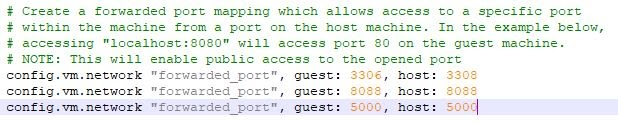 # Create a forwarded port mapping which allows access to a specific port
# within the machine from a port on the host machine. In the example below,
# accessing "localhost:8080" will access port 80 on the guest machine.
# NOTE: This will enable public access to the opened port
config.vm.network "forwarded_port", guest: 3306, host: 3308
config.vm.network "forwarded_port", guest: 8088, host: 8088
config.vm.network "forwarded_port", guest: 5000, host: 5000